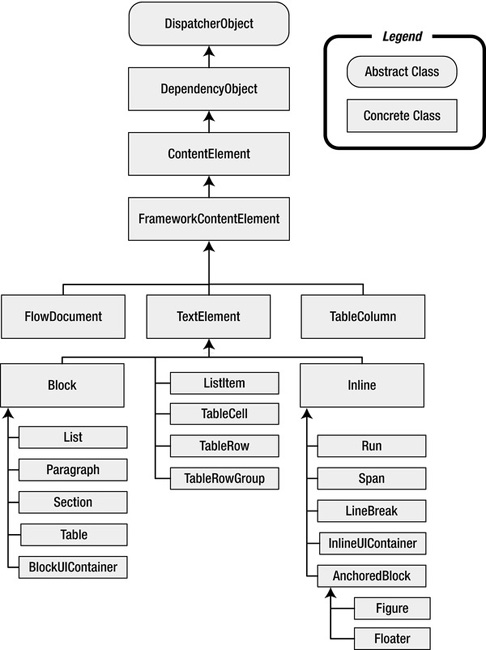 DispatcherObject
Legend
Abstract Class
Concrete Class
DependencyObject
ContentElement
FrameworkContentElement
FlowDocument
TextElement
TableColumn
Block
ListItem
TableCell
TableRow
TableRowGroup
Inline
List
Paragraph
Section
Table
BlockUIContainer
Run
Span
LineBreak
InlineUIContainer
AnchoredBlock
Figure
Floater